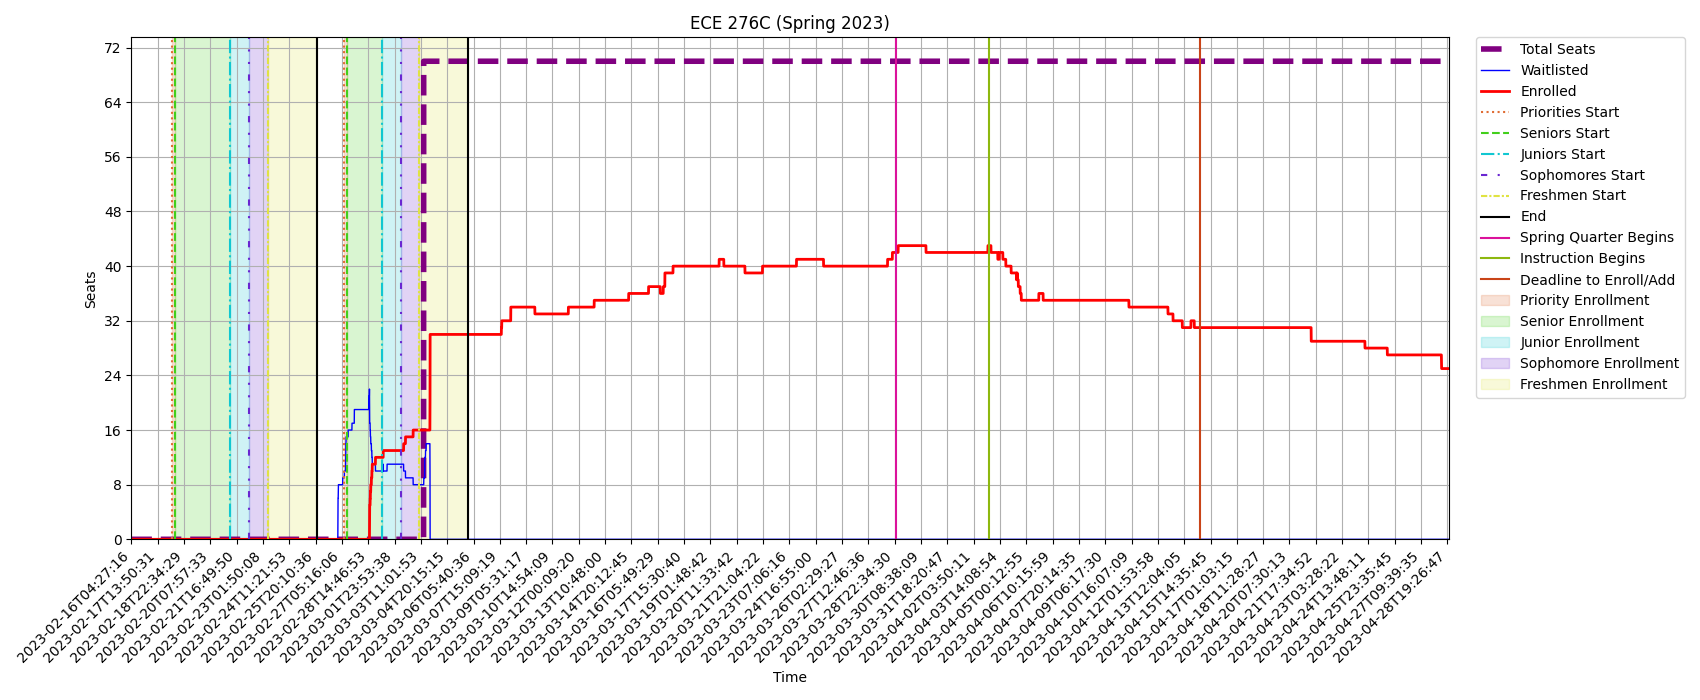 ECE 276C (Spring 2023)
Seats
72
64
56
48
40
32
24
16
8
0
2023-02-16T04:27:16
2023-02-17T13:50:31
2023-02-18T22:34:29
2023-02-20T07:57:33
2023-02-21T16:49:50
2023-02-23T01:50:08
2023-02-24T11:21:53
2023-02-25T20:10:36
2023-02-27T05:16:06
2023-02-28T14:46:53
2023-03-01T23:53:38
2023-03-03T11:01:53
2023-03-04T20:15:15
2023-03-06T05:40:36
2023-03-07T15:09:19
2023-03-09T05:31:17
2023-03-10T14:54:09
2023-03-12T00:09:20
2023-03-13T10:48:00
2023-03-14T20:12:45
2023-03-16T05:49:29
2023-03-17T15:30:40
2023-03-19T01:48:42
2023-03-20T11:33:42
2023-03-21T21:04:22
2023-03-23T07:06:16
2023-03-24T16:55:00
2023-03-26T02:29:27
2023-03-27T12:46:36
2023-03-28T22:34:30
2023-03-30T08:38:09
2023-03-31T18:20:47
2023-04-02T03:50:11
2023-04-03T14:08:54
2023-04-05T00:12:55
2023-04-06T10:15:59
2023-04-07T20:14:35
2023-04-09T06:17:30
2023-04-10T16:07:09
2023-04-12T01:53:58
2023-04-13T12:04:05
2023-04-15T14:35:45
2023-04-17T01:03:15
2023-04-18T11:28:27
2023-04-20T07:30:13
2023-04-21T17:34:52
2023-04-23T03:28:22
2023-04-24T13:48:11
2023-04-25T23:35:45
2023-04-27T09:39:35
2023-04-28T19:26:47
Time
Total Seats
Waitlisted
Enrolled
Priorities Start
Seniors Start
Juniors Start
Sophomores Start
Freshmen Start
End
Spring Quarter Begins
Instruction Begins
Deadline to Enroll/Add
Priority Enrollment
Senior Enrollment
Junior Enrollment
Sophomore Enrollment
Freshmen Enrollment